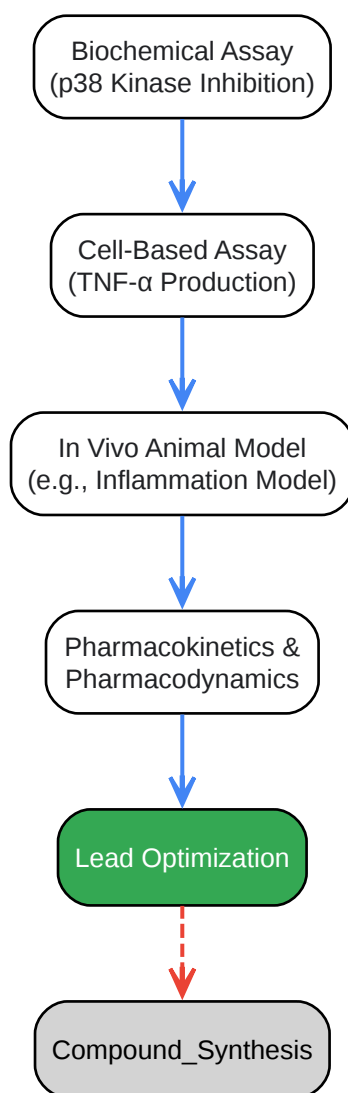 Biochemical Assay
(p38 Kinase Inhibition)
Cell-Based Assay
(TNF-α Production)
In Vivo Animal Model
(e.g., Inflammation Model)
Pharmacokinetics &
Pharmacodynamics
Lead Optimization
Compound_Synthesis